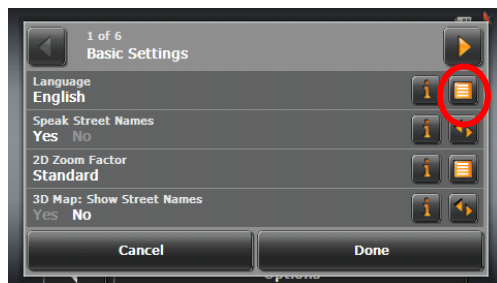 1 of 6
Basic Settings
Language
English
Speak Street Names
Yes No
2D Zoom Factor
Standard
3D Map: Show Street Names
Yes No
Cancel Done
Options